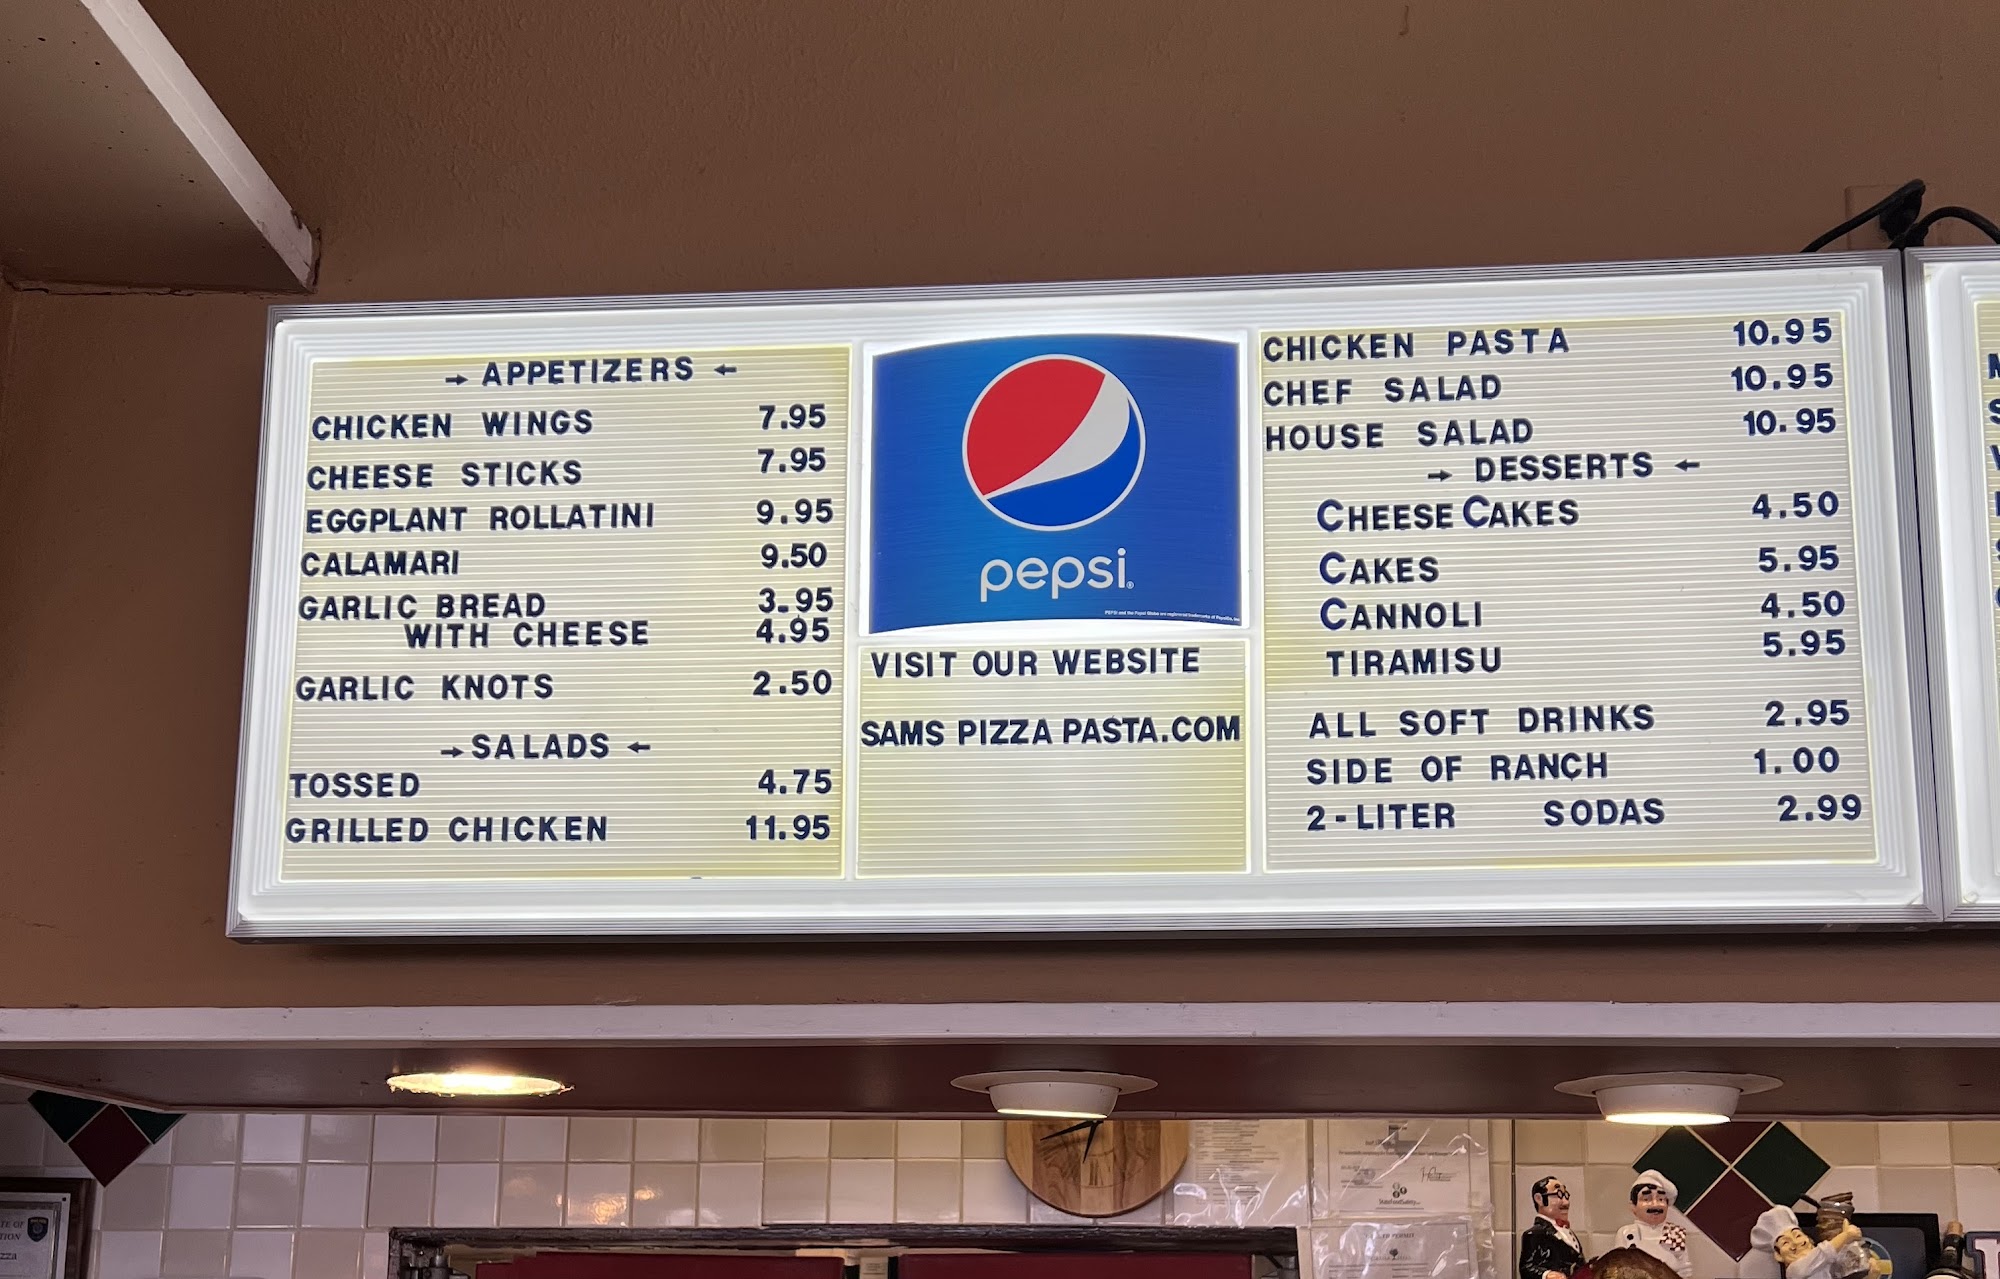 → APPETIZERS ←
CHICKEN WINGS 7.95
CHEESE STICKS 7.95
EGGPLANT ROLLATINI 9.95
CALAMARI 9.50
GARLIC BREAD 3.95
WITH CHEESE 4.95
GARLIC KNOTS 2.50
→ SALADS ←
TOSSED 4.75
GRILLED CHICKEN 11.95
pepsi
VISIT OUR WEBSITE
SAMS PIZZA PASTA.COM
CHICKEN PASTA 10.95
CHEF SALAD 10.95
HOUSE SALAD 10.95
→ DESSERTS ←
CHEESE CAKES 4.50
CAKES 5.95
CANNOLI 4.50
TIRAMISU 5.95
ALL SOFT DRINKS 2.95
SIDE OF RANCH 1.00
2-LITER SODAS 2.99